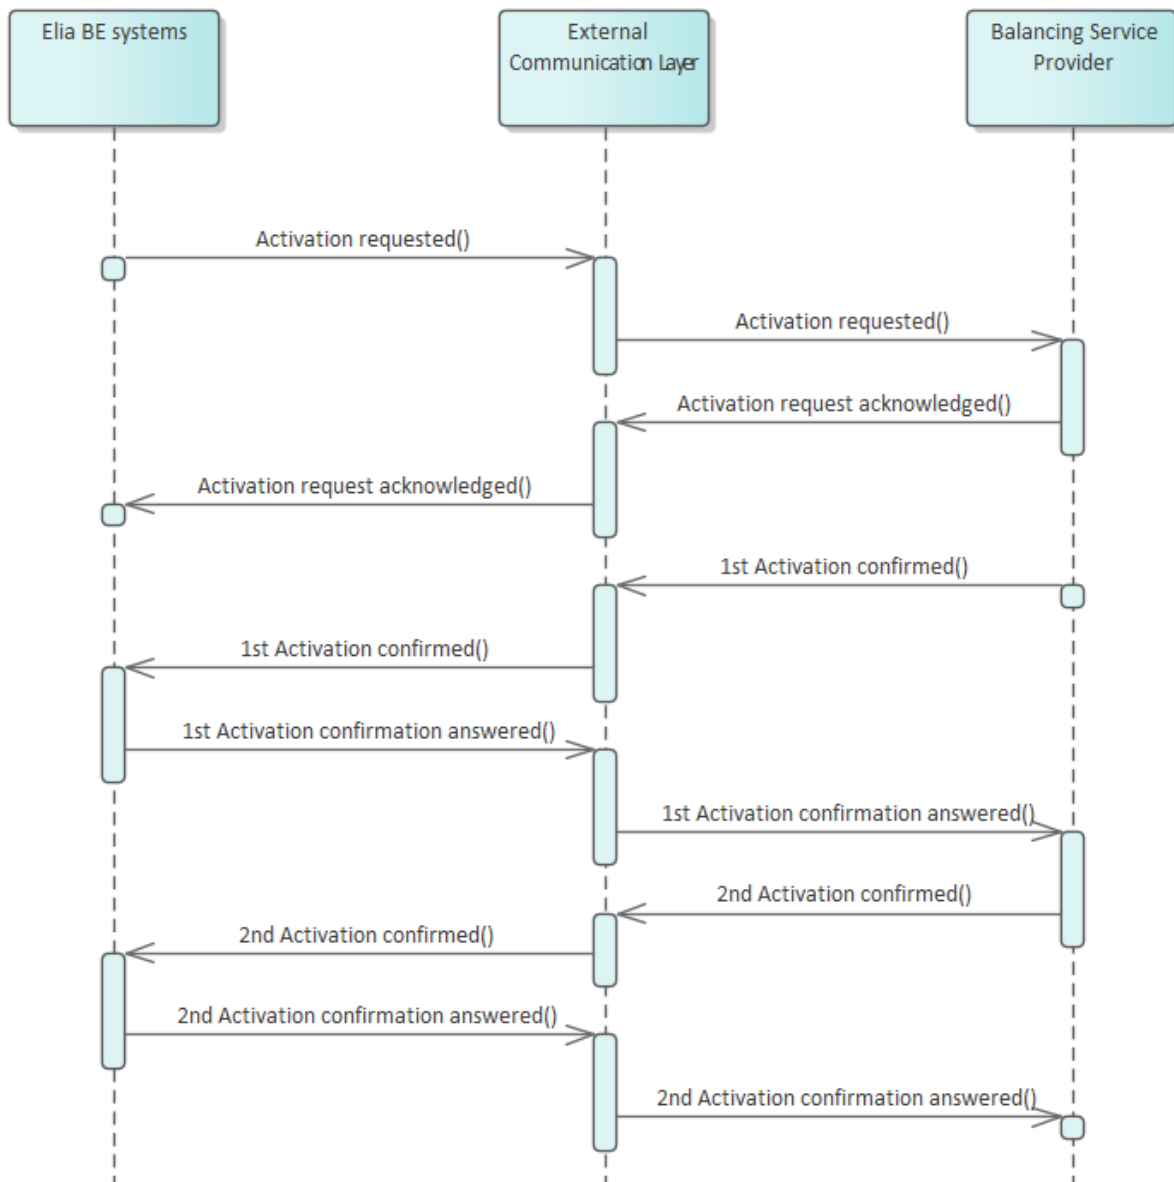 Elia BE systems
External
Communication Layer
Balancing Service
Provider
Activation requested()
Activation requested()
Activation request acknowledged()
Activation request acknowledged()
1st Activation confirmed()
1st Activation confirmed()
1st Activation confirmation answered()
1st Activation confirmation answered()
2nd Activation confirmed()
2nd Activation confirmed()
2nd Activation confirmation answered()
2nd Activation confirmation answered()